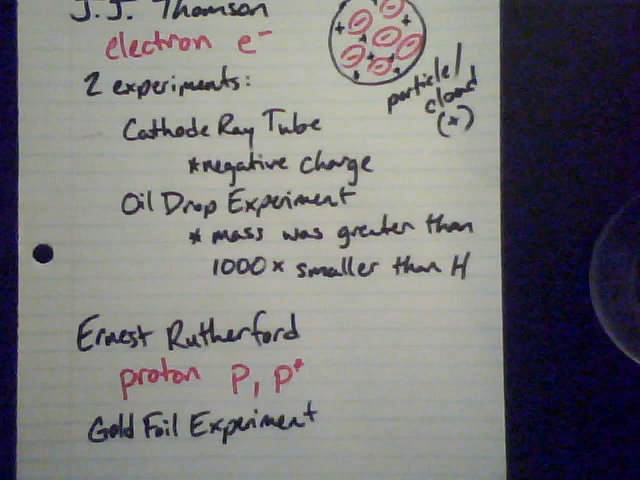 J.J. Thomson
electron e⁻
2 experiments:
Cathode Ray Tube
*negative charge
Oil Drop Experiment
* mass was greater than
1000x smaller than H
particle/
cloud
(+)
Ernest Rutherford
proton P, P⁺
Gold Foil Experiment